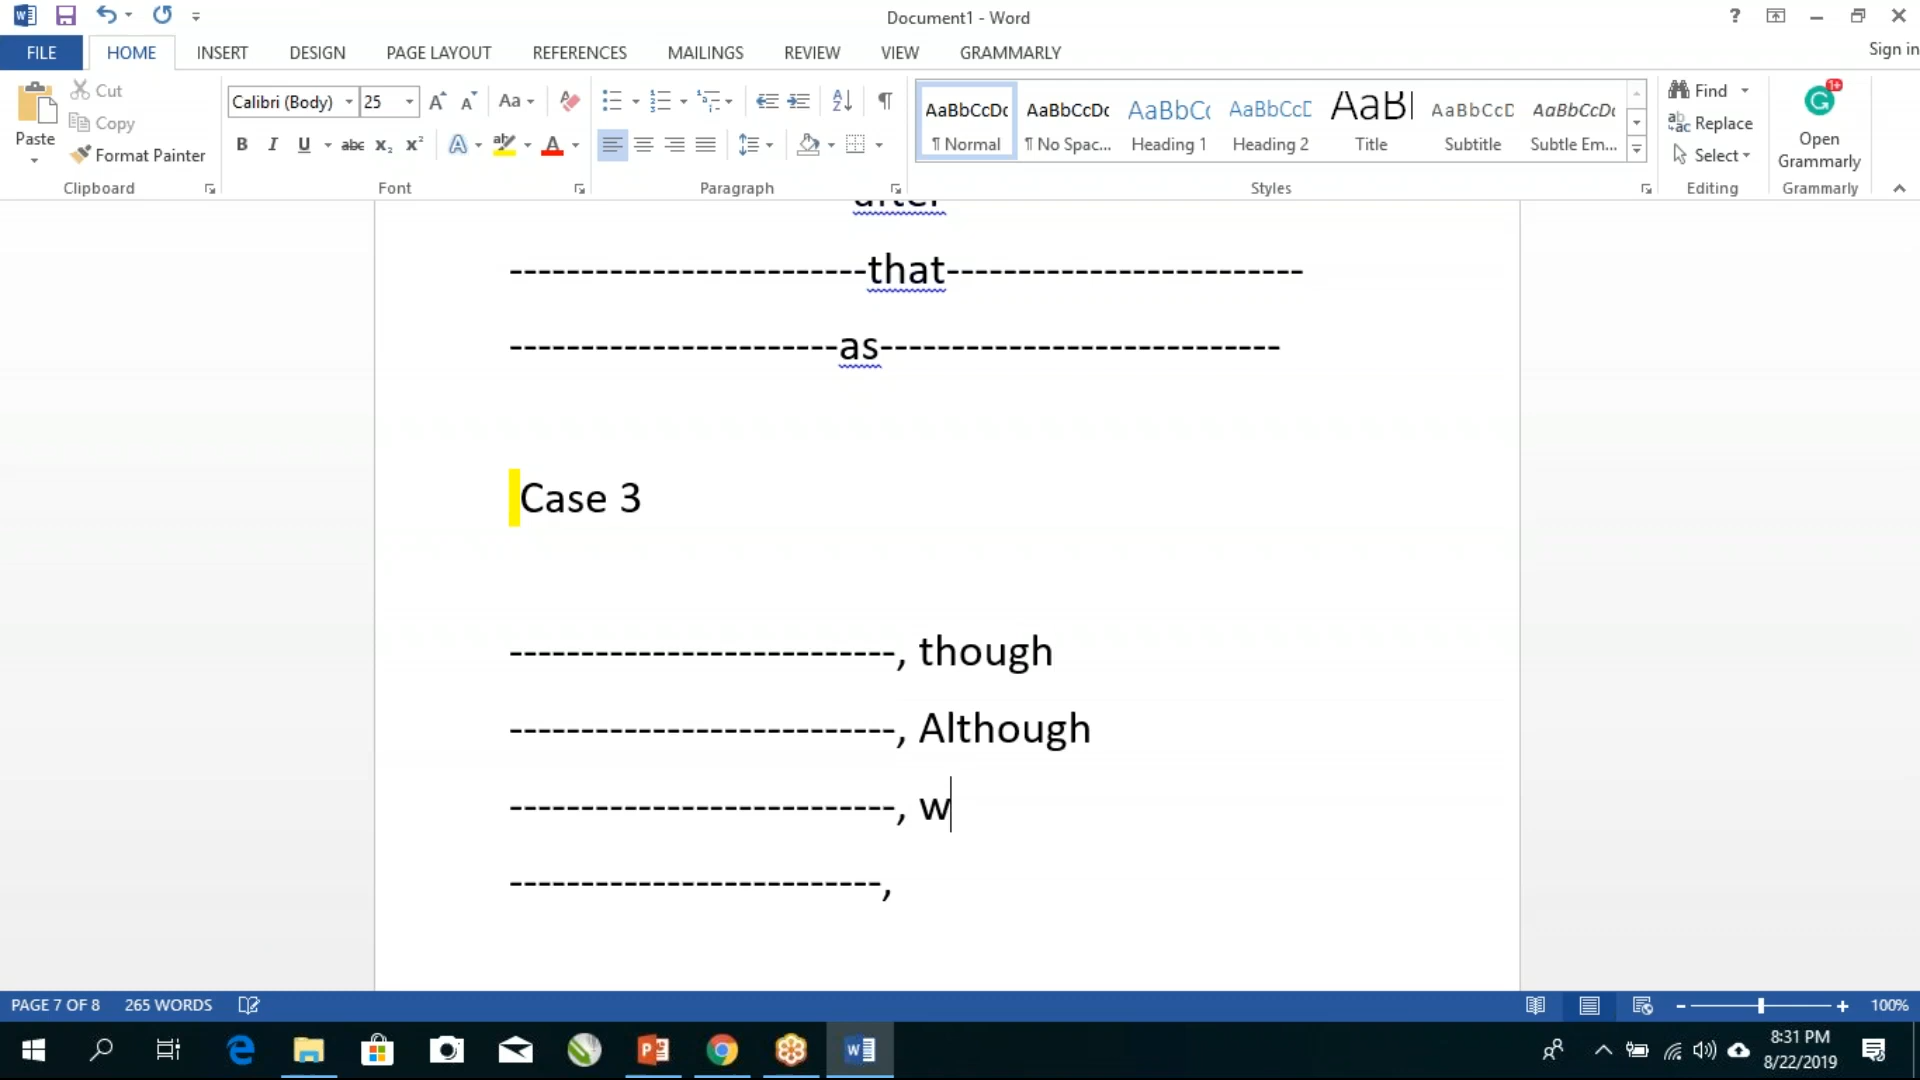 Document1 - Word
?
Sign in
FILE HOME INSERT DESIGN PAGE LAYOUT REFERENCES MAILINGS REVIEW VIEW GRAMMARLY
Paste
Cut
Copy
Format Painter
Clipboard
Calibri (Body) 25
Font
Paragraph
AaBbCcDc AaBbCcDc AaBbCc AaBbCcD AaBl AaBbCcD AaBbCcDc
¶ Normal ¶ No Spac... Heading 1 Heading 2 Title Subtitle Subtle Em...
Styles
Find
Replace
Select
Editing
Open
Grammarly
Grammarly
after
-------------------------that-------------------------
-----------------------as----------------------------
Case 3
---------------------------, though
---------------------------, Although
---------------------------, w
--------------------------,
PAGE 7 OF 8 265 WORDS
100%
8:31 PM
8/22/2019